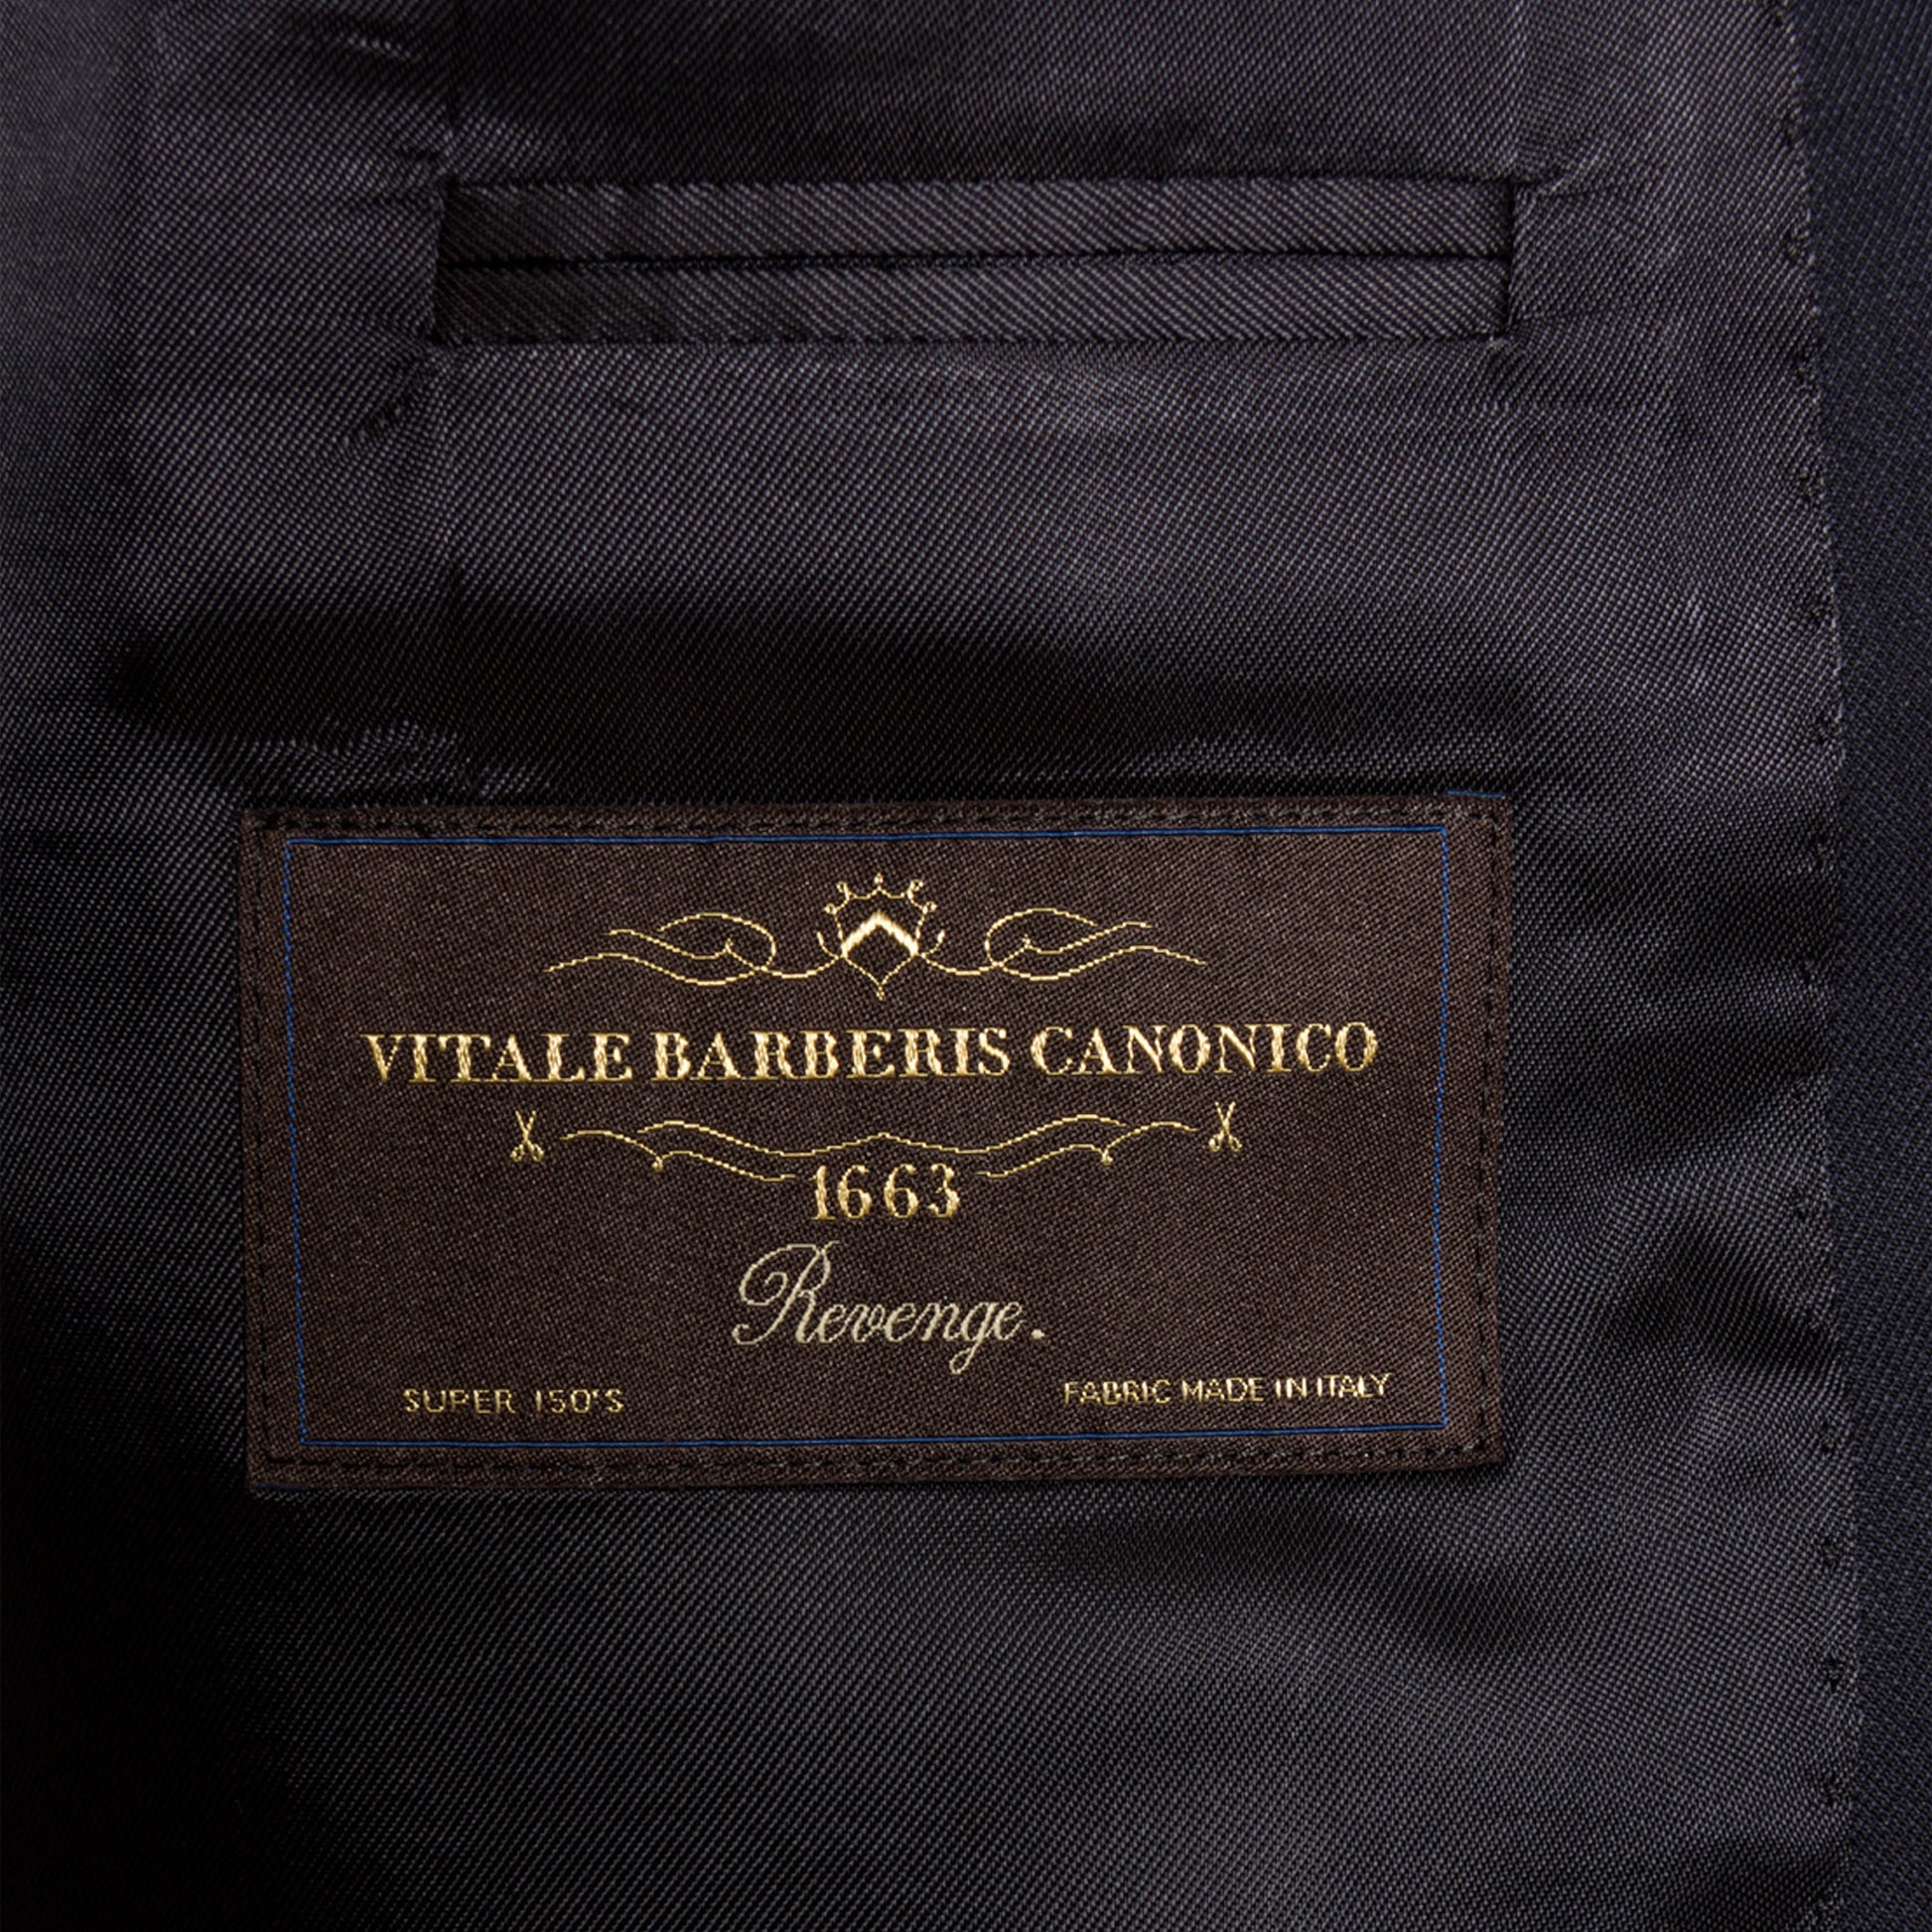 VITALE BARBERIS CANONICO
1663
Revenge.
SUPER 150'S
FABRIC MADE IN ITALY